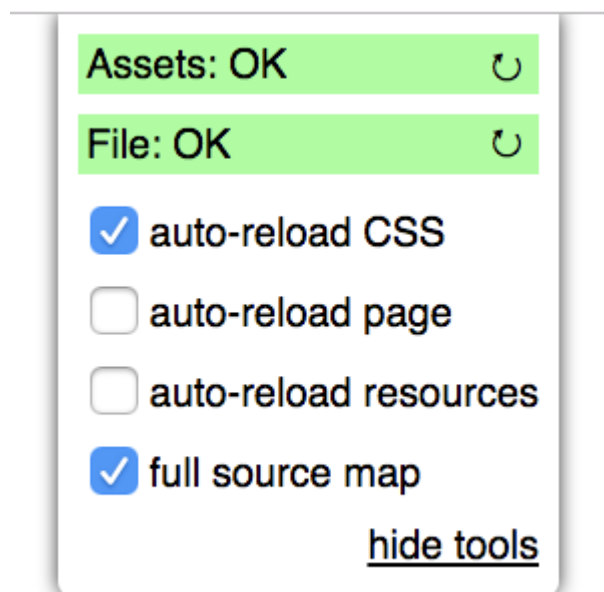 Assets: OK ↻
File: OK ↻
auto-reload CSS
auto-reload page
auto-reload resources
full source map
hide tools